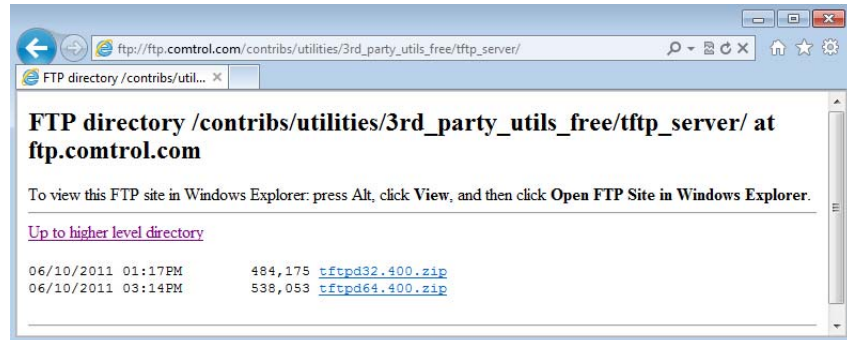 ftp://ftp.comtrol.com/contribs/utilities/3rd_party_utils_free/tftp_server/
FTP directory /contribs/util...
FTP directory /contribs/utilities/3rd_party_utils_free/tftp_server/ at
ftp.comtrol.com
To view this FTP site in Windows Explorer: press Alt, click View, and then click Open FTP Site in Windows Explorer.
Up to higher level directory
06/10/2011 01:17PM 484,175 tftpd32.400.zip
06/10/2011 03:14PM 538,053 tftpd64.400.zip